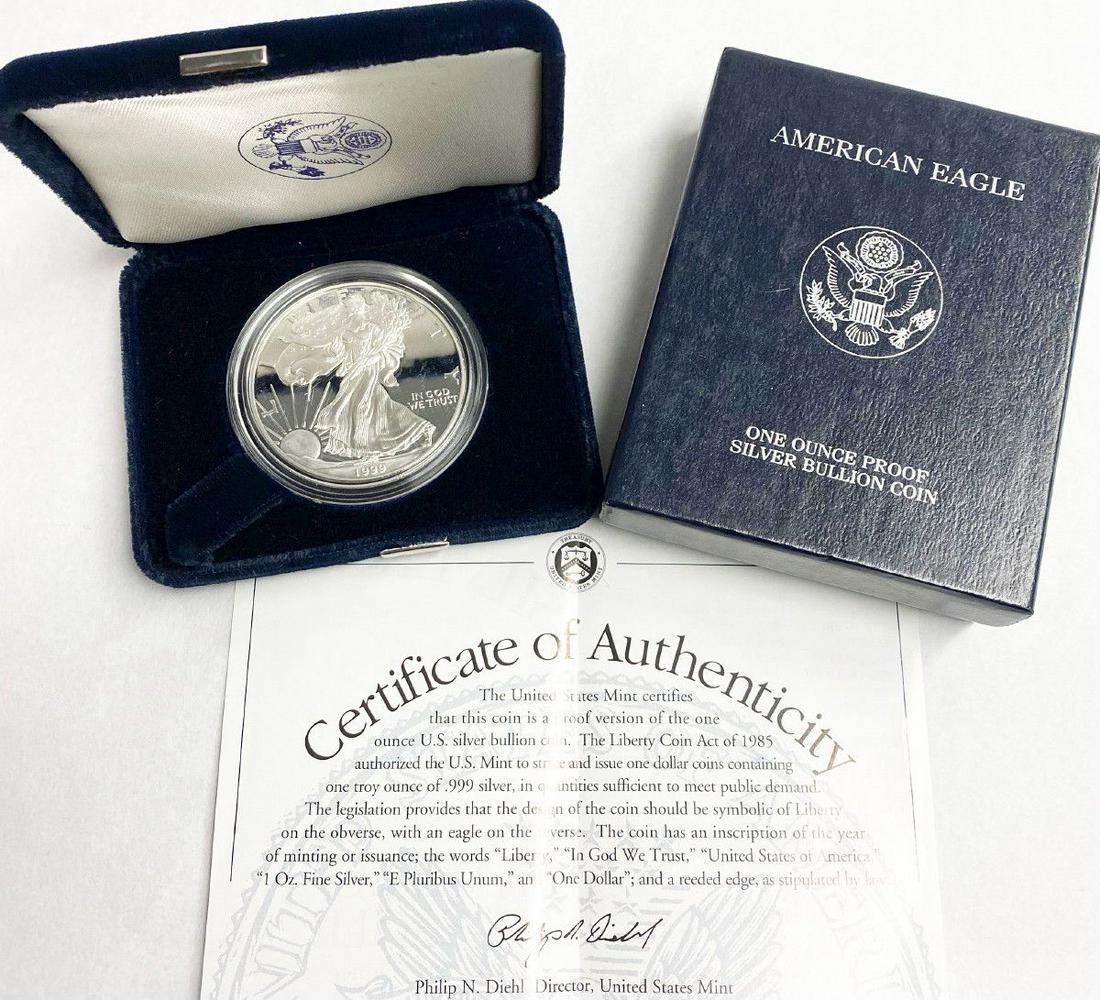 AMERICAN EAGLE
ONE OUNCE PROOF
SILVER BULLION COIN
IN GOD
WE TRUST
1999
TREASURY
UNITED STATES MINT
Certificate of Authenticity
The United States Mint certifies
that this coin is a proof version of the one
ounce U.S. silver bullion coin. The Liberty Coin Act of 1985
authorized the U.S. Mint to strike and issue one dollar coins containing
one troy ounce of .999 silver, in quantities sufficient to meet public demand.
The legislation provides that the design of the coin should be symbolic of Liberty
on the obverse, with an eagle on the reverse. The coin has an inscription of the year
of minting or issuance; the words “Liberty,” “In God We Trust,” “United States of America,”
“1 Oz. Fine Silver,” “E Pluribus Unum,” and “One Dollar”; and a reeded edge, as stipulated by law.
Philip N. Diehl
Philip N. Diehl Director, United States Mint